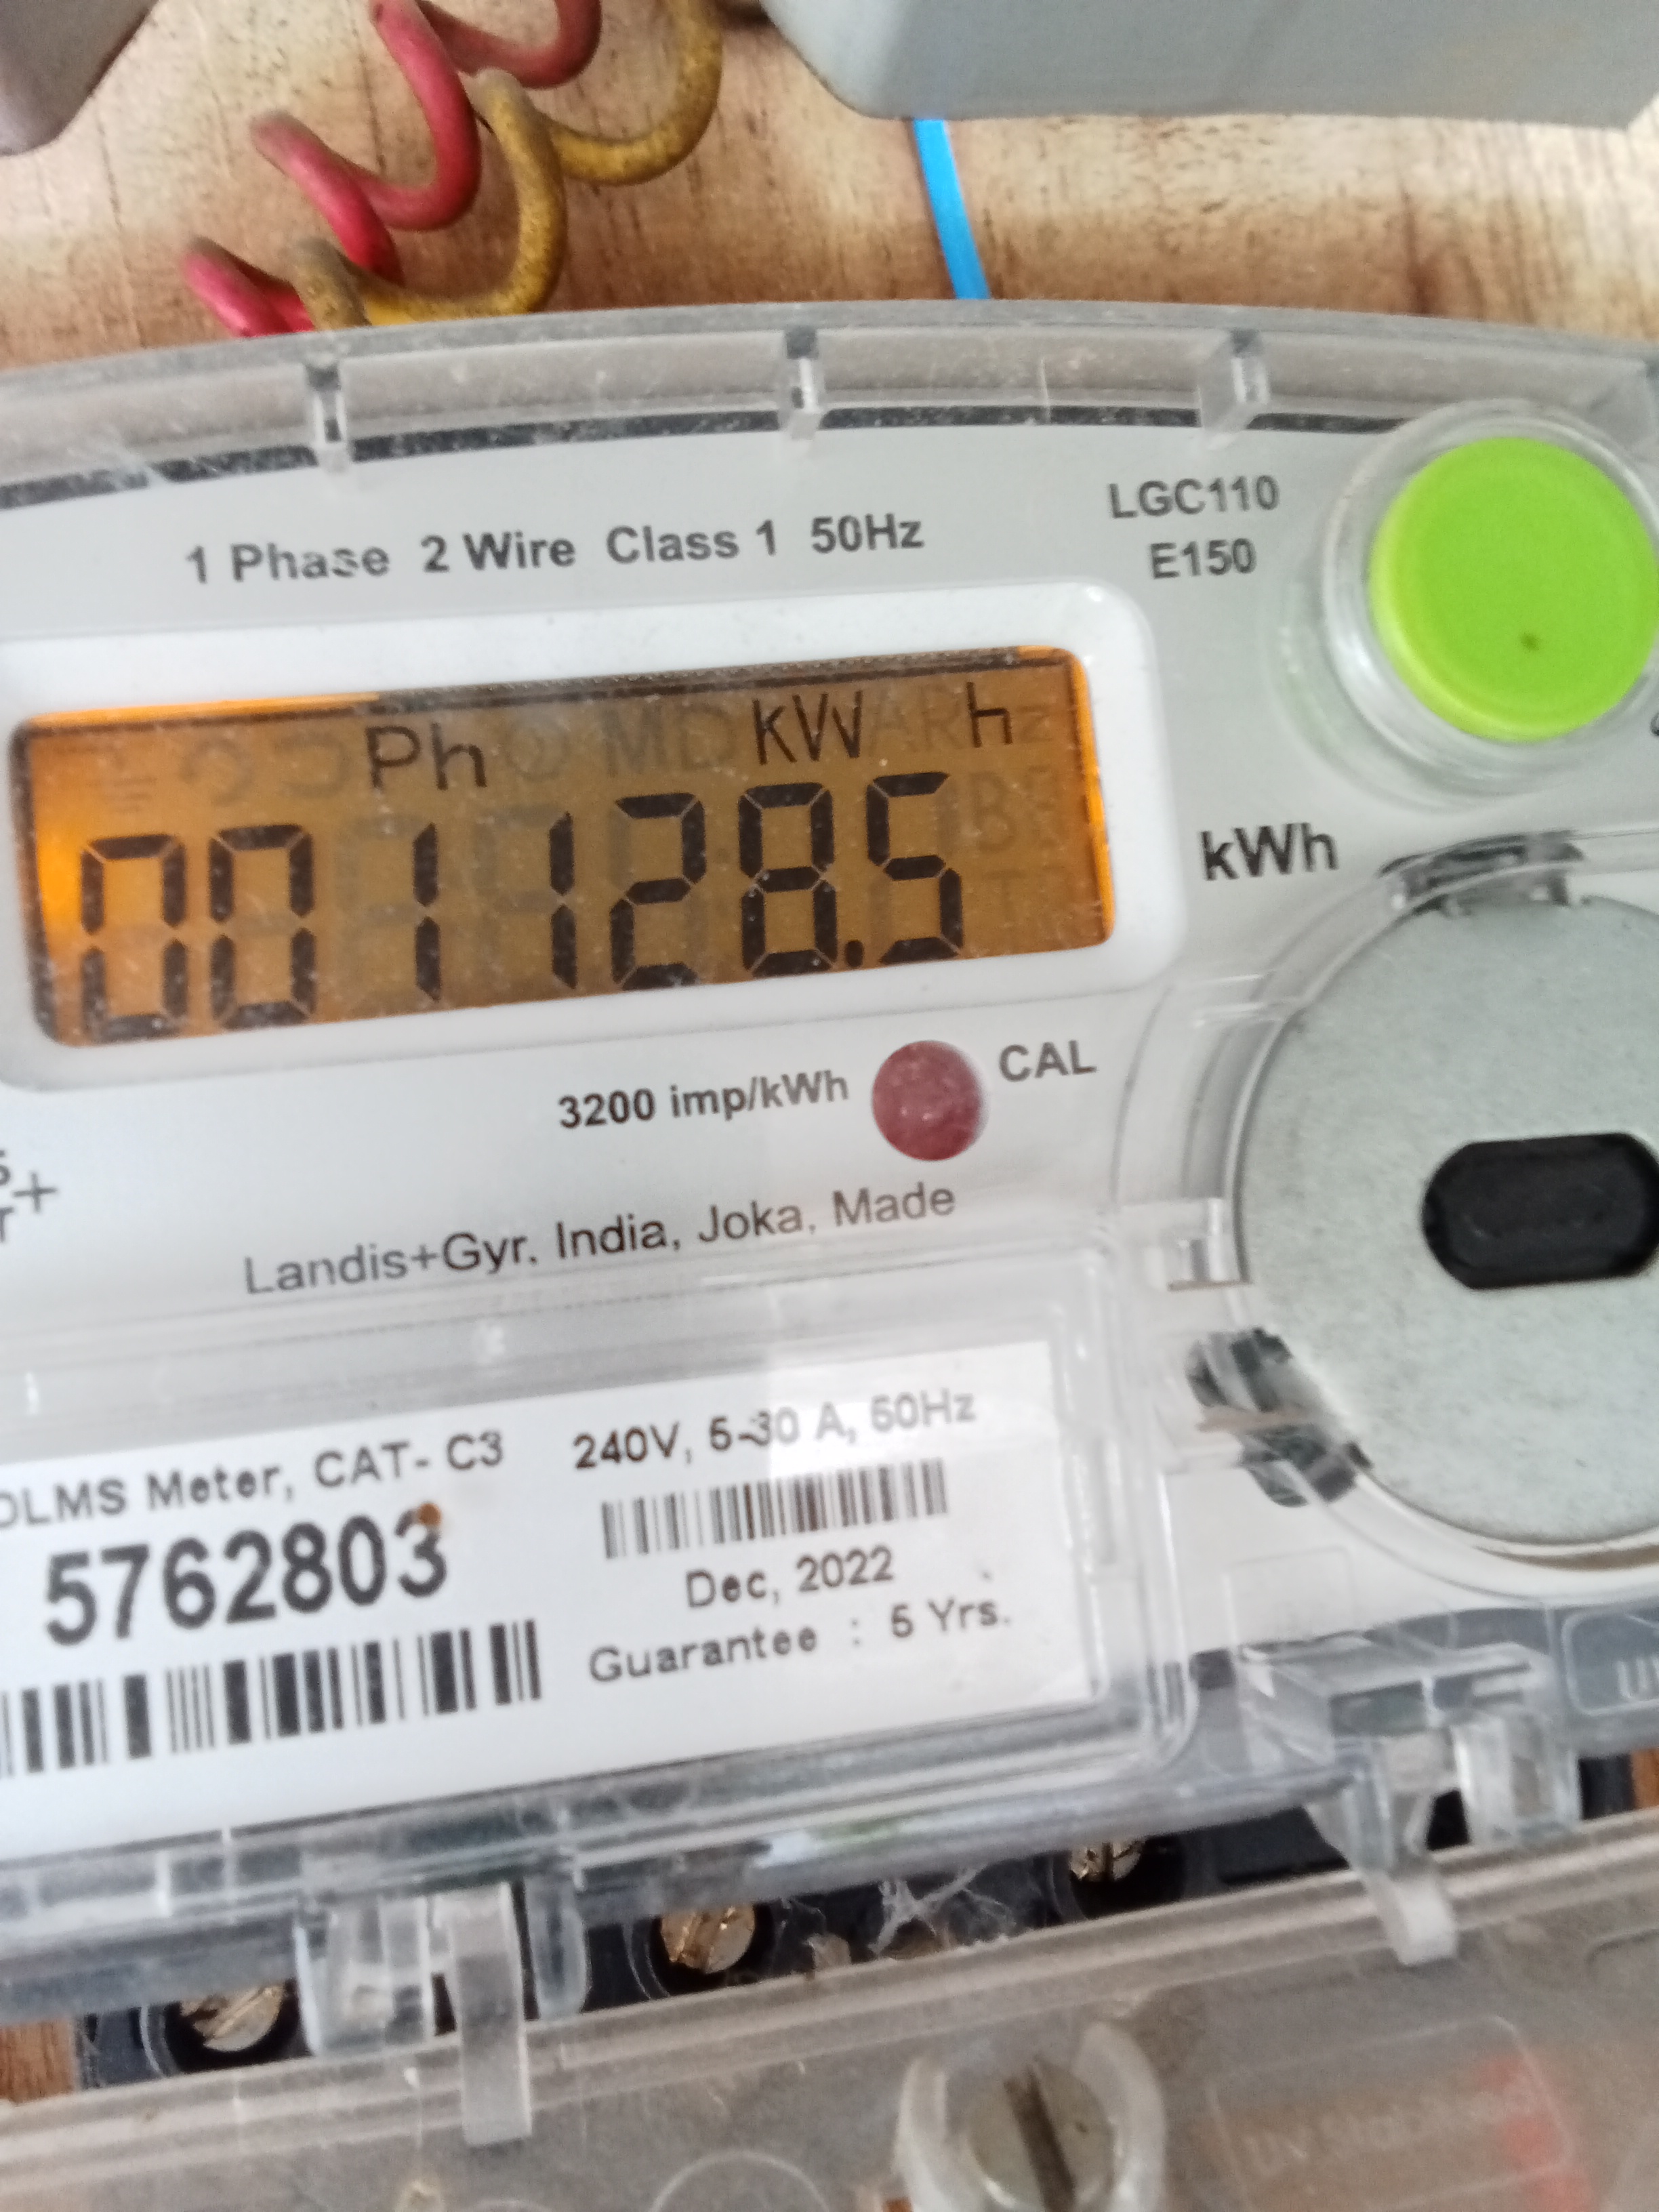 1 Phase 2 Wire Class 1 50Hz
LGC110
E150
Ph kW h
001128.5
kWh
3200 imp/kWh
CAL
Landis+Gyr. India, Joka, Made
DLMS Meter, CAT- C3
240V, 5-30 A, 50Hz
5762803
Dec, 2022
Guarantee : 5 Yrs.